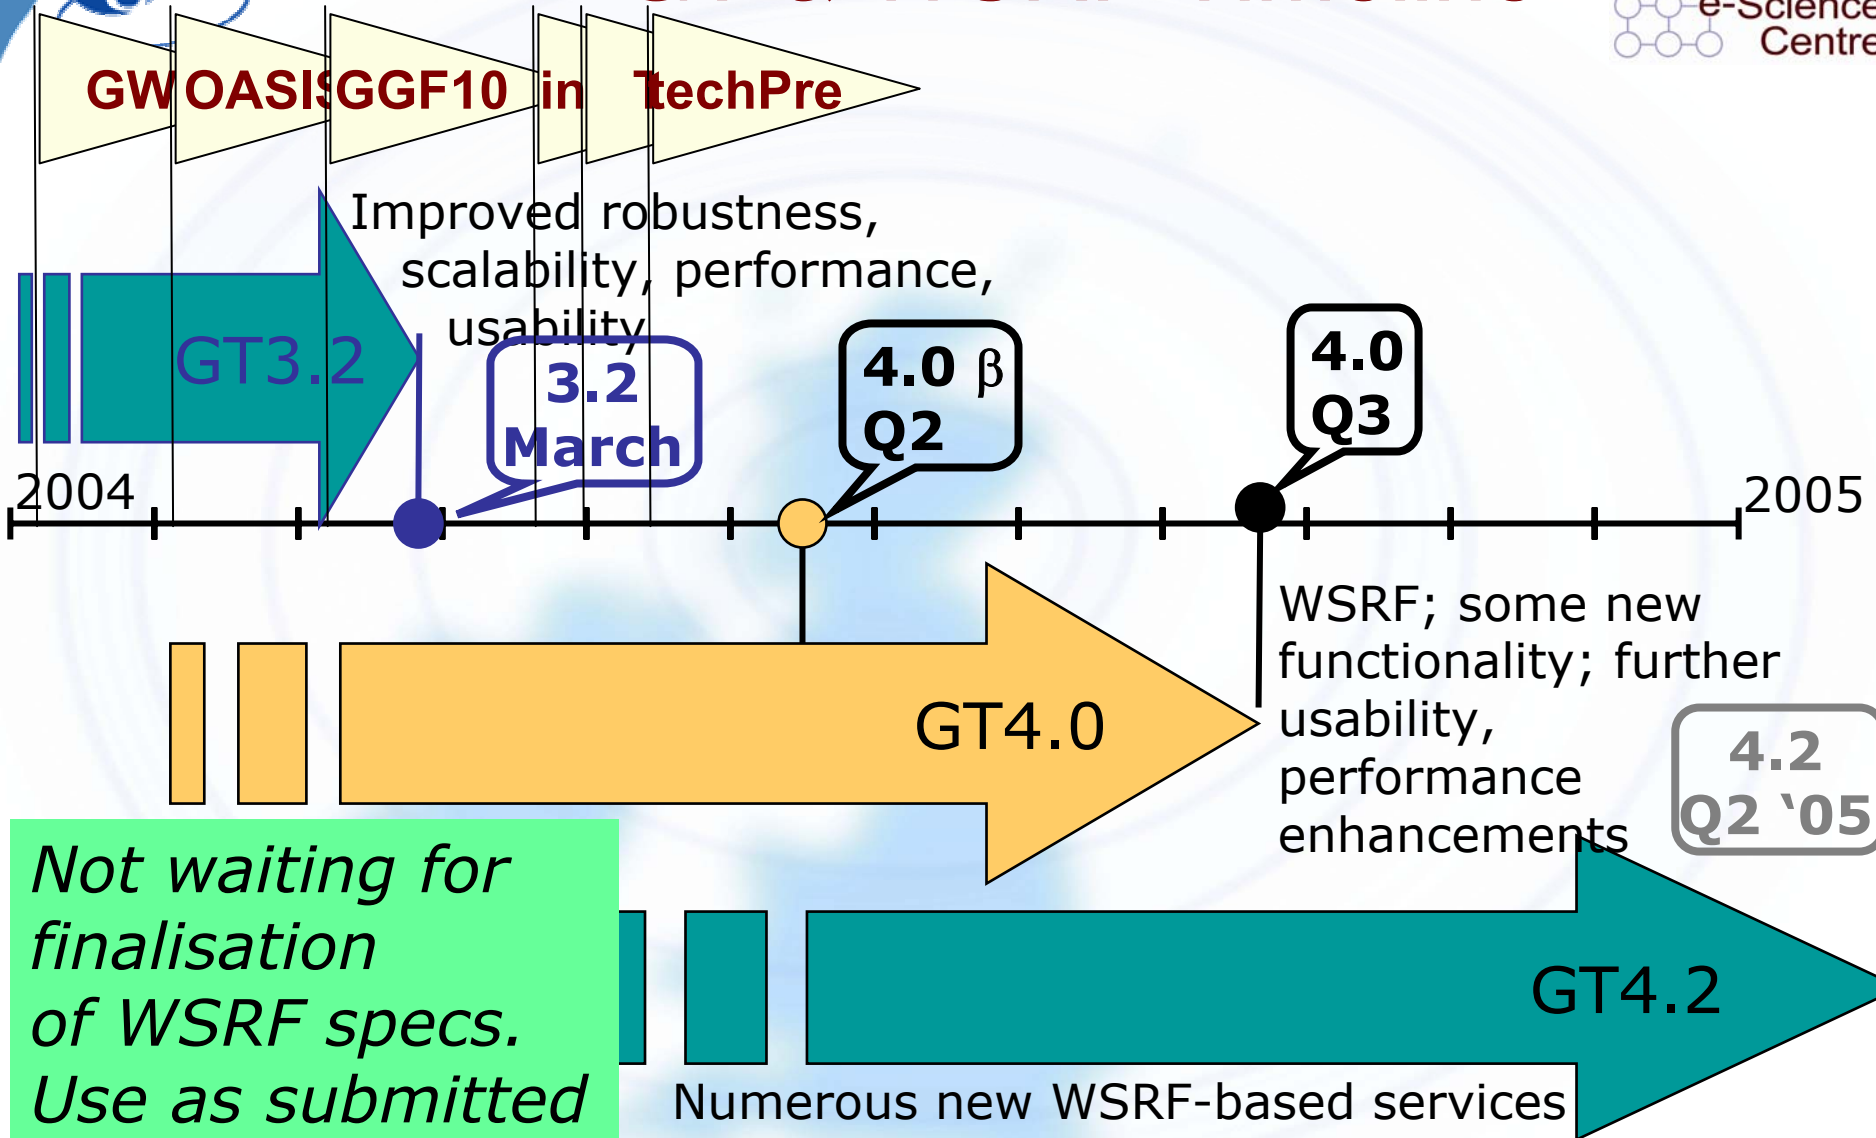 e-Science
Centre
GW
OASIS
GGF10
in
techPre
Improved robustness,
scalability, performance,
usability
GT3.2
3.2
March
4.0 β
Q2
4.0
Q3
2004
2005
WSRF; some new
functionality; further
usability,
performance
enhancements
GT4.0
4.2
Q2 ‘05
Not waiting for
finalisation
of WSRF specs.
Use as submitted
GT4.2
Numerous new WSRF-based services